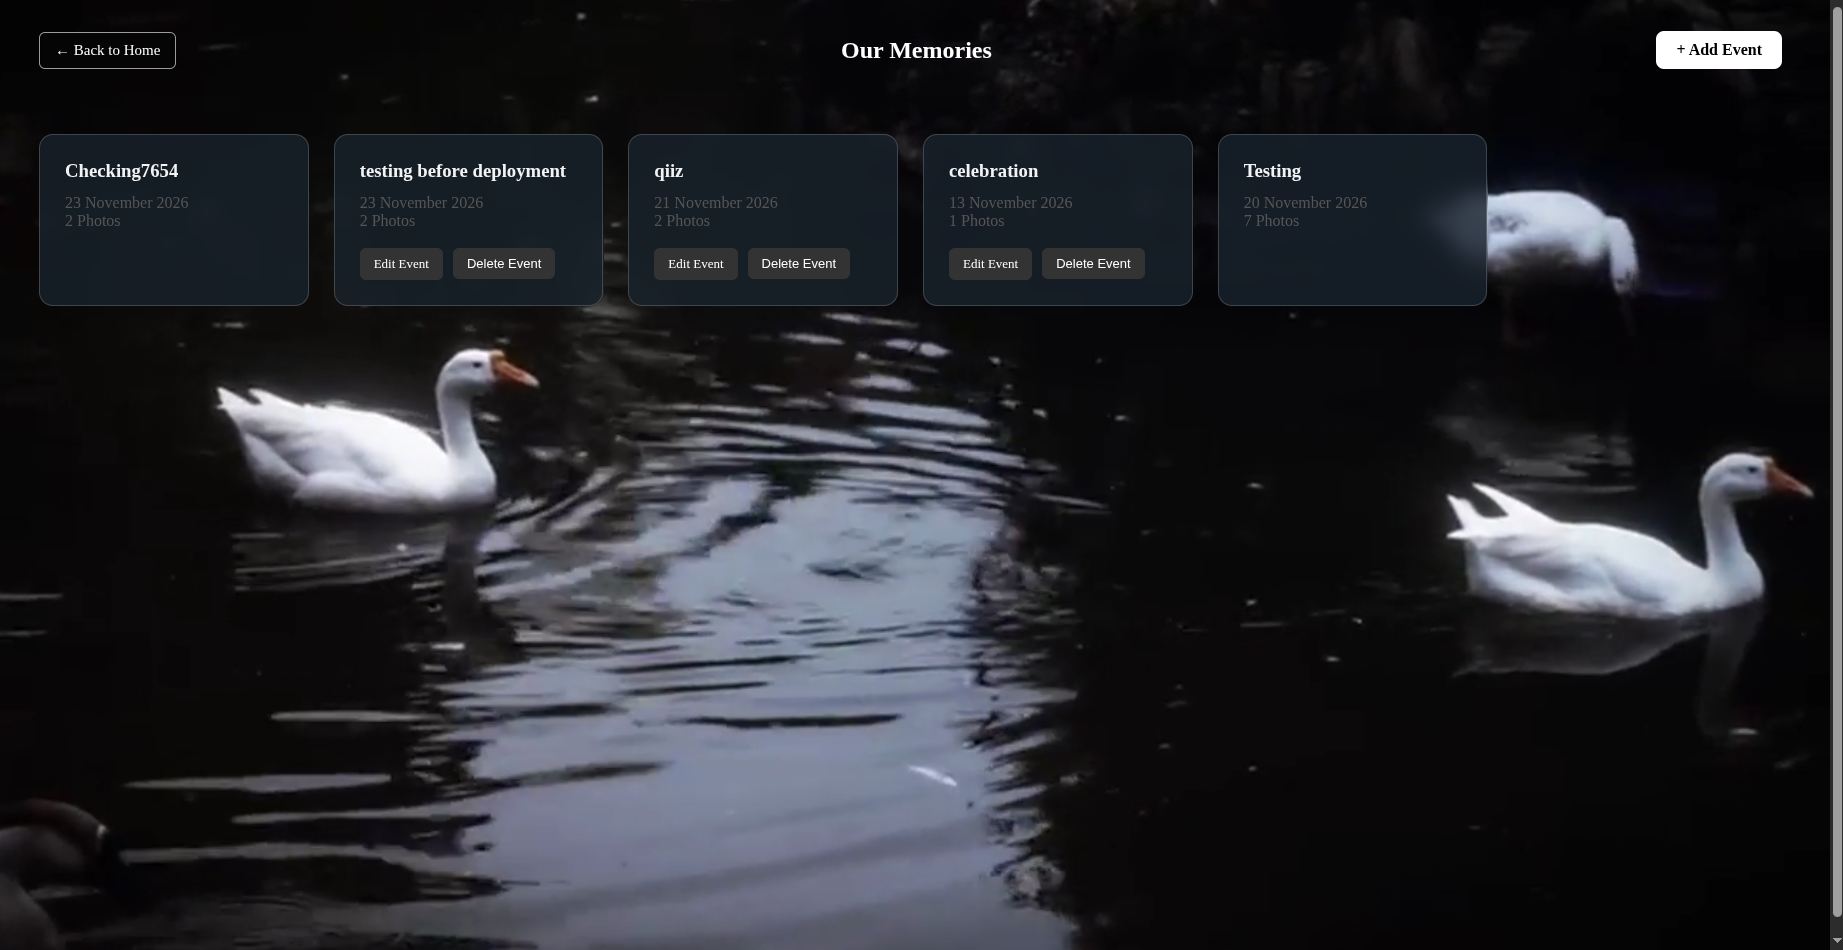 ← Back to Home
Our Memories
+ Add Event
Checking7654
23 November 2026
2 Photos
testing before deployment
23 November 2026
2 Photos
Edit Event
Delete Event
qiiz
21 November 2026
2 Photos
Edit Event
Delete Event
celebration
13 November 2026
1 Photos
Edit Event
Delete Event
Testing
20 November 2026
7 Photos